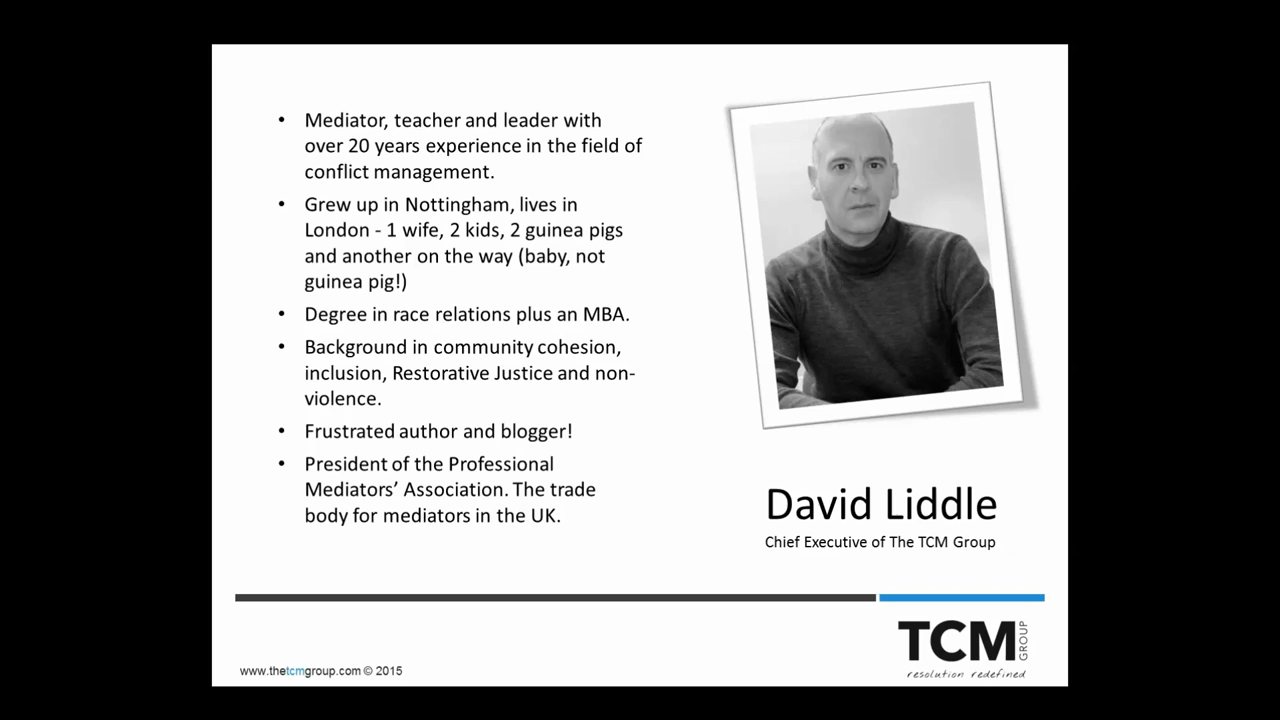 • Mediator, teacher and leader with
over 20 years experience in the field of
conflict management.
• Grew up in Nottingham, lives in
London - 1 wife, 2 kids, 2 guinea pigs
and another on the way (baby, not
guinea pig!)
• Degree in race relations plus an MBA.
• Background in community cohesion,
inclusion, Restorative Justice and non-
violence.
• Frustrated author and blogger!
• President of the Professional
Mediators’ Association. The trade
body for mediators in the UK.
David Liddle
Chief Executive of The TCM Group
TCM GROUP
resolution redefined
www.thetcmgroup.com © 2015